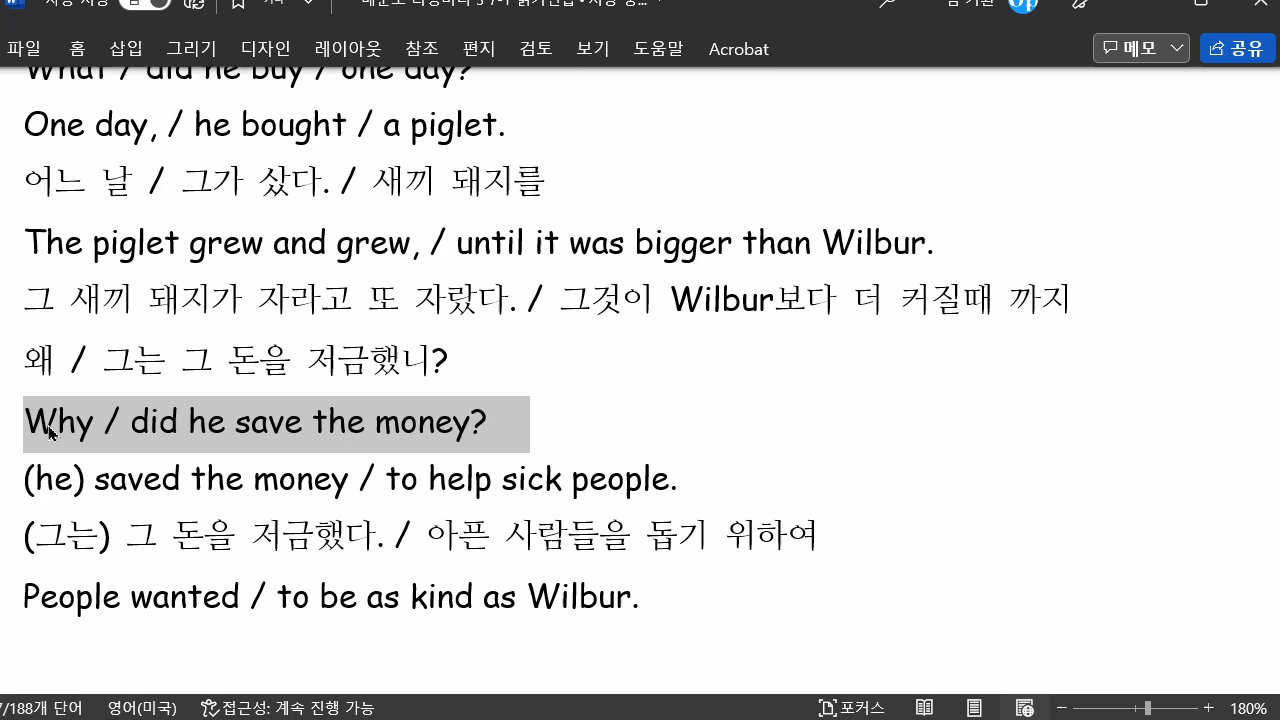 파일 홈 삽입 그리기 디자인 레이아웃 참조 편지 검토 보기 도움말 Acrobat 메모 공유
What / did he buy / one day?
One day, / he bought / a piglet.
어느 날 / 그가 샀다. / 새끼 돼지를
The piglet grew and grew, / until it was bigger than Wilbur.
그 새끼 돼지가 자라고 또 자랐다. / 그것이 Wilbur보다 더 커질때 까지
왜 / 그는 그 돈을 저금했니?
Why / did he save the money?
(he) saved the money / to help sick people.
(그는) 그 돈을 저금했다. / 아픈 사람들을 돕기 위하여
People wanted / to be as kind as Wilbur.
7/188개 단어 영어(미국) 접근성: 계속 진행 가능 포커스 180%